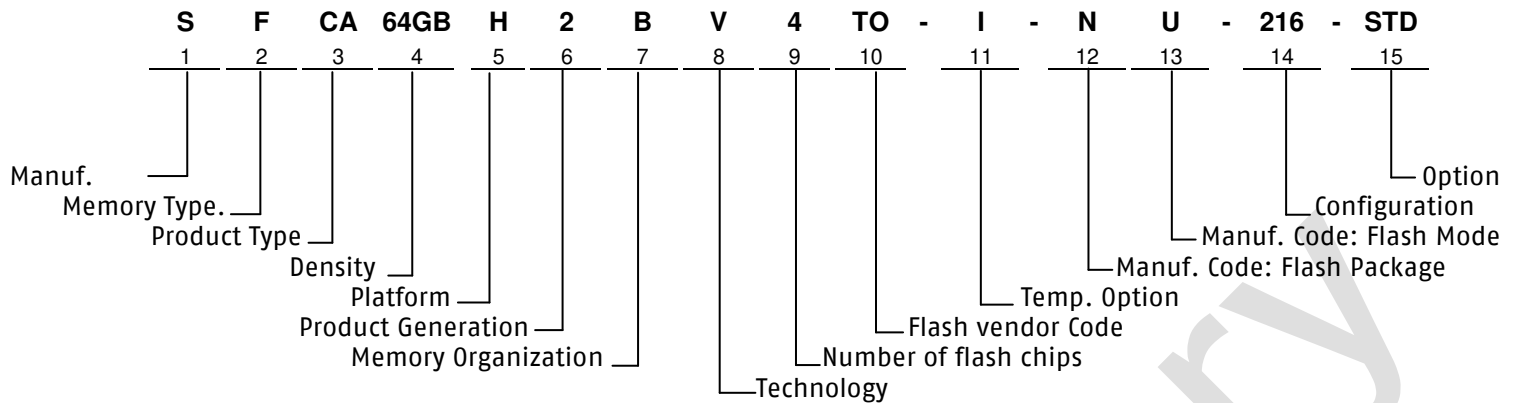 S F CA 64GB H 2 B V 4 TO - I - N U - 216 - STD
1 2 3 4 5 6 7 8 9 10 11 12 13 14 15
Manuf. Option
Memory Type. Configuration
Product Type Manuf. Code: Flash Mode
Density Manuf. Code: Flash Package
Platform Temp. Option
Product Generation Flash vendor Code
Memory Organization Number of flash chips
Technology
ry